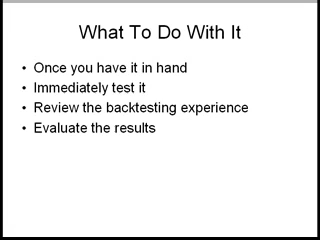 What To Do With It
• Once you have it in hand
• Immediately test it
• Review the backtesting experience
• Evaluate the results